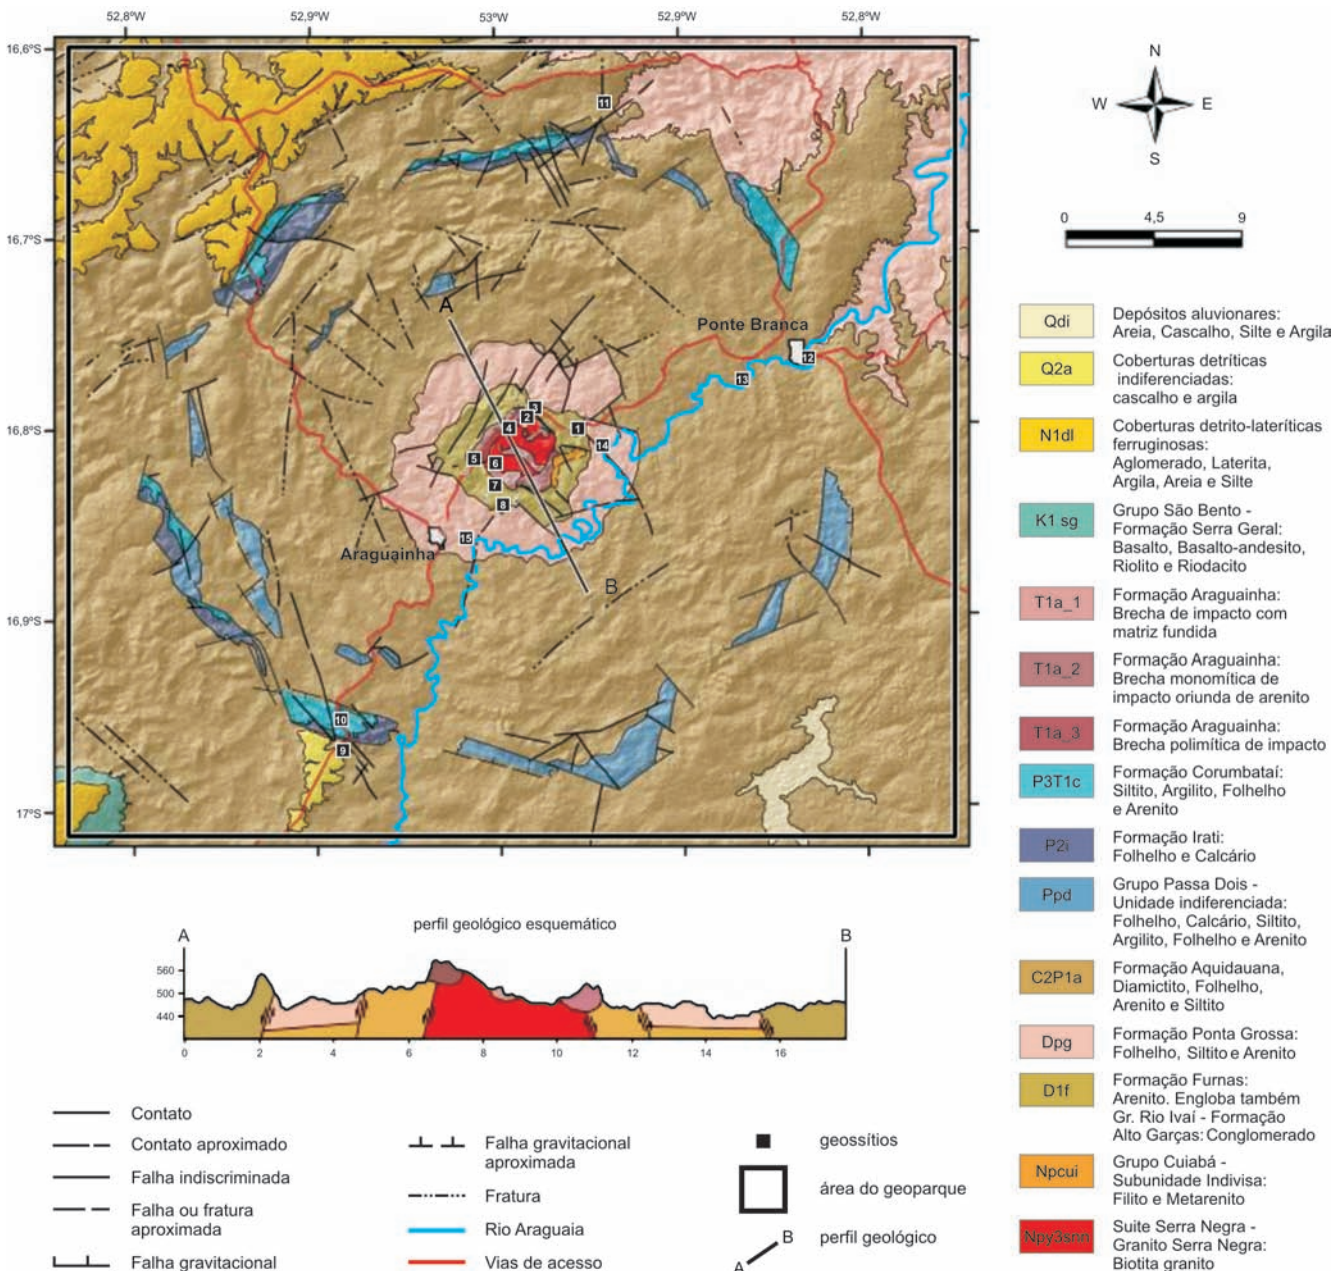 52,8°W
52,9°W
53°W
52,9°W
52,8°W
16,6°S
16,7°S
16,8°S
16,9°S
17°S
11
A
Ponte Branca
12
13
3
2
4
1
14
5
6
7
8
15
Araguainha
B
10
9
N
W
E
S
0
4,5
9
Qdi
Depósitos aluvionares:
Areia, Cascalho, Silte e Argila
Q2a
Coberturas detríticas
indiferenciadas:
cascalho e argila
N1dl
Coberturas detrito-lateríticas
ferruginosas:
Aglomerado, Laterita,
Argila, Areia e Silte
K1 sg
Grupo São Bento -
Formação Serra Geral:
Basalto, Basalto-andesito,
Riolito e Riodacito
T1a_1
Formação Araguainha:
Brecha de impacto com
matriz fundida
T1a_2
Formação Araguainha:
Brecha monomítica de
impacto oriunda de arenito
T1a_3
Formação Araguainha:
Brecha polimítica de impacto
P3T1c
Formação Corumbataí:
Siltito, Argilito, Folhelho
e Arenito
P2i
Formação Irati:
Folhelho e Calcário
Ppd
Grupo Passa Dois -
Unidade indiferenciada:
Folhelho, Calcário, Siltito,
Argilito, Folhelho e Arenito
C2P1a
Formação Aquidauana,
Diamictito, Folhelho,
Arenito e Siltito
Dpg
Formação Ponta Grossa:
Folhelho, Siltito e Arenito
D1f
Formação Furnas:
Arenito. Engloba também
Gr. Rio Ivaí - Formação
Alto Garças: Conglomerado
Npcui
Grupo Cuiabá -
Subunidade Indivisa:
Filito e Metarenito
Npy3snn
Suite Serra Negra -
Granito Serra Negra:
Biotita granito
perfil geológico esquemático
A
B
560
500
440
0
2
4
6
8
10
12
14
16
Contato
Contato aproximado
Falha indiscriminada
Falha ou fratura
aproximada
Falha gravitacional
Falha gravitacional
aproximada
Fratura
Rio Araguaia
Vias de acesso
geossítios
área do geoparque
B
perfil geológico
A